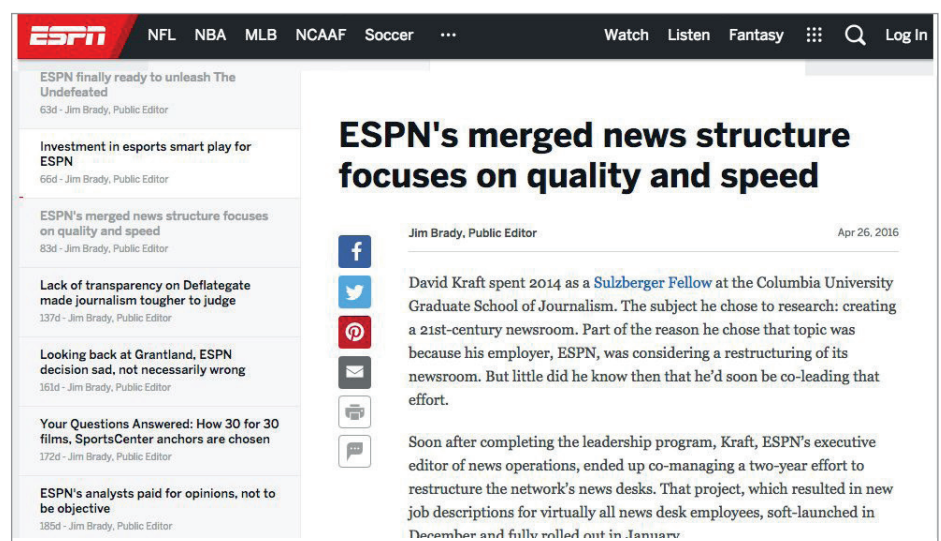 ESPN NFL NBA MLB NCAAF Soccer ... Watch Listen Fantasy Log In
ESPN finally ready to unleash The
Undefeated
63d - Jim Brady, Public Editor
Investment in esports smart play for
ESPN
66d - Jim Brady, Public Editor
ESPN's merged news structure focuses
on quality and speed
83d - Jim Brady, Public Editor
Lack of transparency on Deflategate
made journalism tougher to judge
137d - Jim Brady, Public Editor
Looking back at Grantland, ESPN
decision sad, not necessarily wrong
161d - Jim Brady, Public Editor
Your Questions Answered: How 30 for 30
films, SportsCenter anchors are chosen
172d - Jim Brady, Public Editor
ESPN's analysts paid for opinions, not to
be objective
185d - Jim Brady, Public Editor
ESPN's merged news structure
focuses on quality and speed
Jim Brady, Public Editor Apr 26, 2016
David Kraft spent 2014 as a Sulzberger Fellow at the Columbia University
Graduate School of Journalism. The subject he chose to research: creating
a 21st-century newsroom. Part of the reason he chose that topic was
because his employer, ESPN, was considering a restructuring of its
newsroom. But little did he know then that he'd soon be co-leading that
effort.
Soon after completing the leadership program, Kraft, ESPN's executive
editor of news operations, ended up co-managing a two-year effort to
restructure the network's news desks. That project, which resulted in new
job descriptions for virtually all news desk employees, soft-launched in
December and fully rolled out in January.